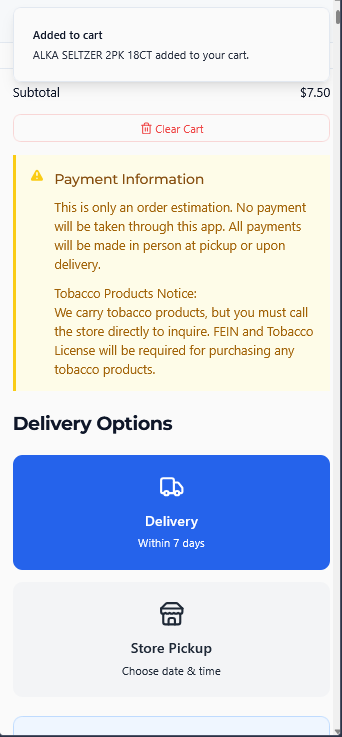 Added to cart
ALKA SELTZER 2PK 18CT added to your cart.
Subtotal $7.50
Clear Cart
Payment Information
This is only an order estimation. No payment
will be taken through this app. All payments
will be made in person at pickup or upon
delivery.
Tobacco Products Notice:
We carry tobacco products, but you must call
the store directly to inquire. FEIN and Tobacco
License will be required for purchasing any
tobacco products.
Delivery Options
Delivery
Within 7 days
Store Pickup
Choose date & time